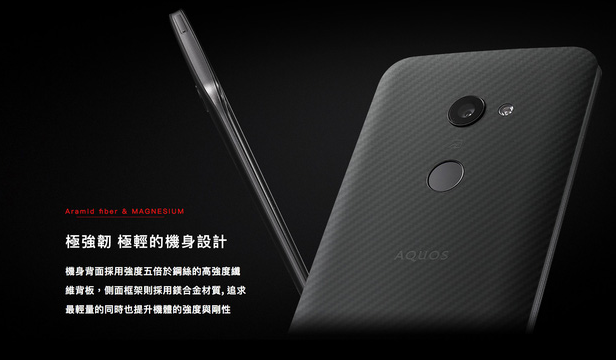 Aramid fiber & MAGNESIUM
極強韌 極輕的機身設計
機身背面採用強度五倍於鋼絲的高強度纖
維背板，側面框架則採用鎂合金材質, 追求
最輕量的同時也提升機體的強度與剛性
AQUOS